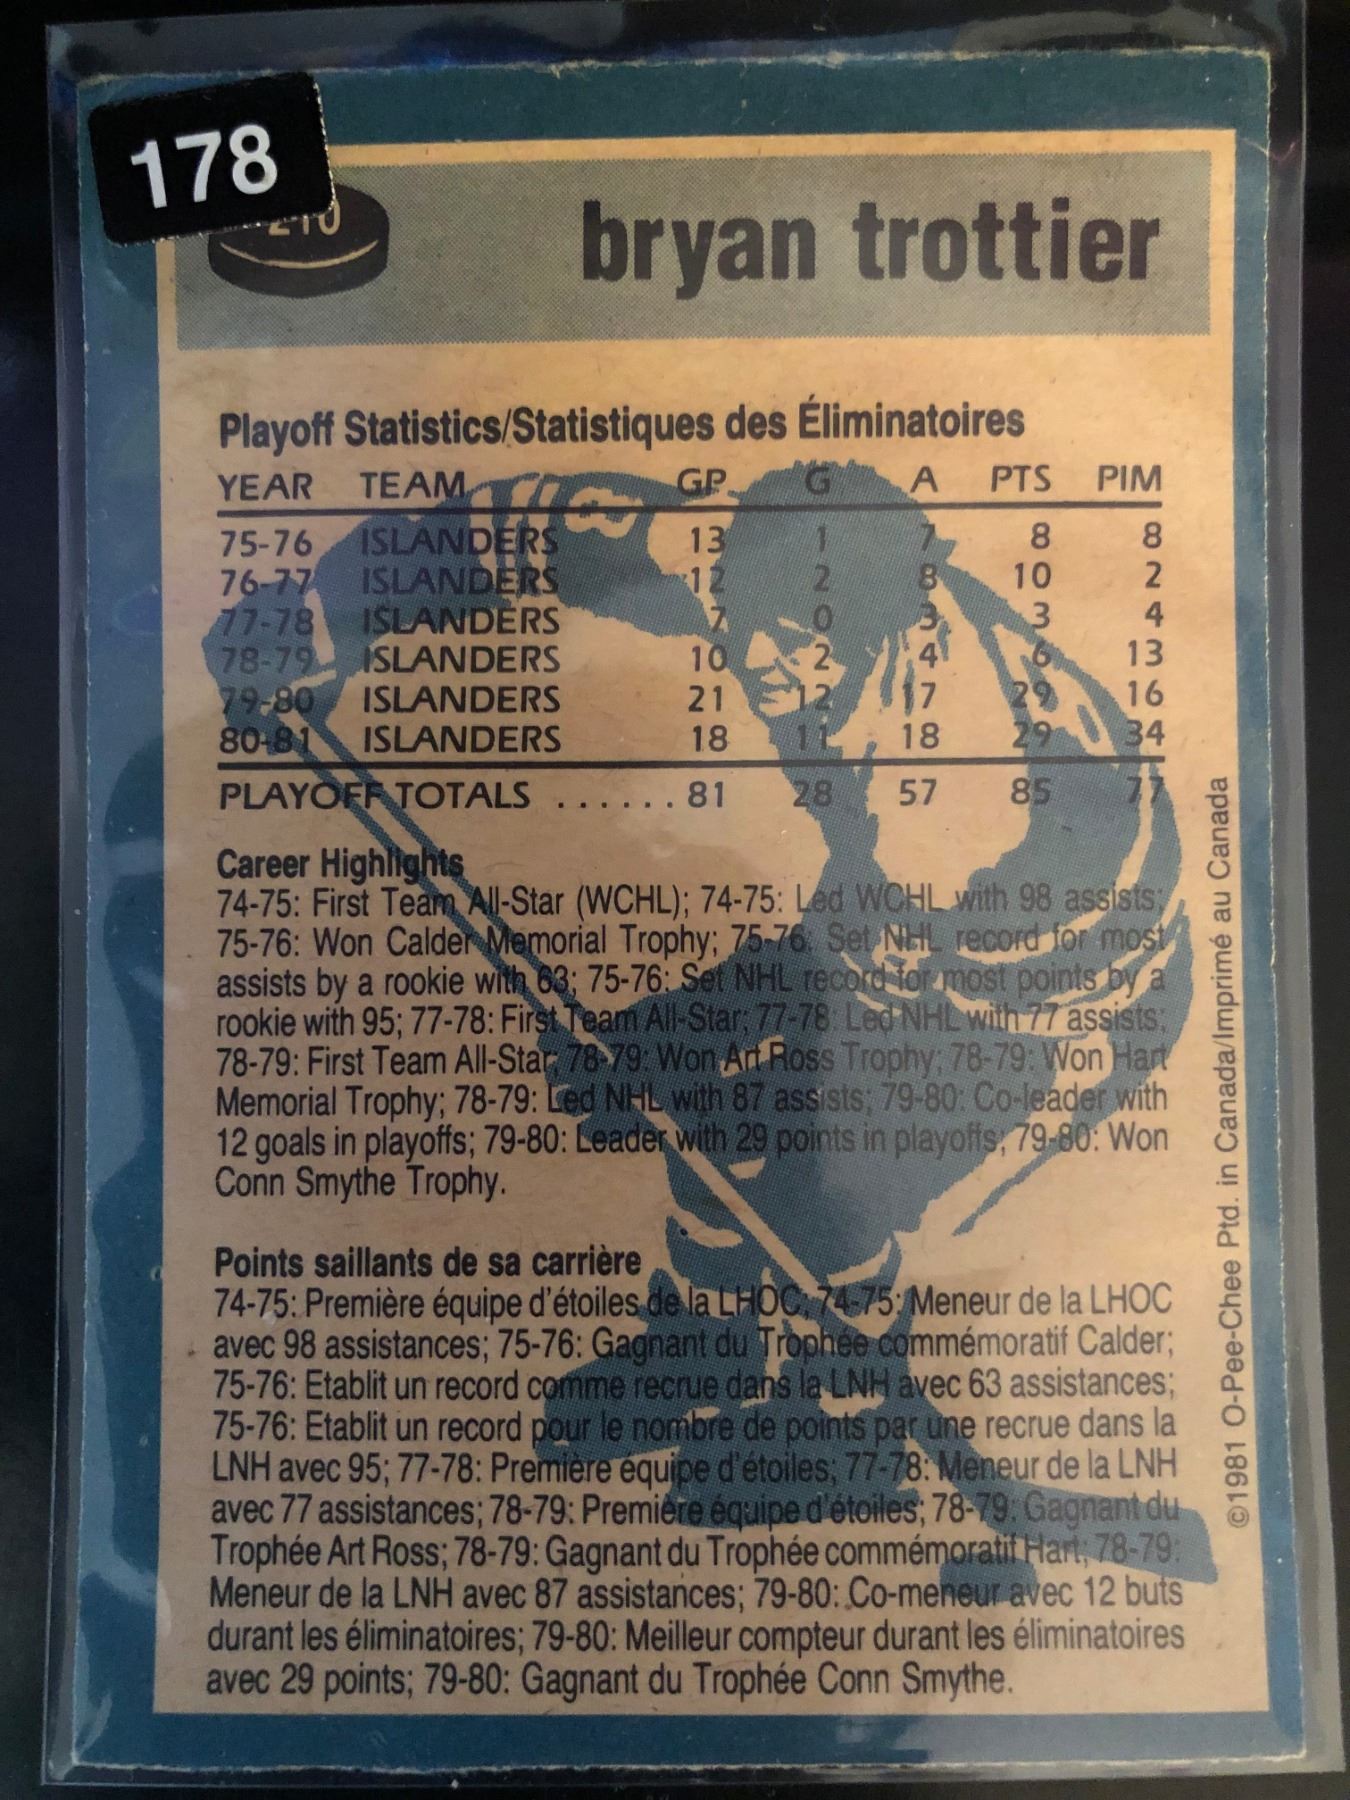 178
210
bryan trottier
Playoff Statistics/Statistiques des Éliminatoires
YEAR TEAM GP G A PTS PIM
75-76 ISLANDERS 13 1 7 8 8
76-77 ISLANDERS 12 2 8 10 2
77-78 ISLANDERS 7 0 3 3 4
78-79 ISLANDERS 10 2 4 6 13
79-80 ISLANDERS 21 12 17 29 16
80-81 ISLANDERS 18 11 18 29 34
PLAYOFF TOTALS ...... 81 28 57 85 77
Career Highlights
74-75: First Team All-Star (WCHL); 74-75: Led WCHL with 98 assists;
75-76: Won Calder Memorial Trophy; 75-76: Set NHL record for most
assists by a rookie with 63; 75-76: Set NHL record for most points by a
rookie with 95; 77-78: First Team All-Star; 77-78: Led NHL with 77 assists;
78-79: First Team All-Star; 78-79: Won Art Ross Trophy; 78-79: Won Hart
Memorial Trophy; 78-79: Led NHL with 87 assists; 79-80: Co-leader with
12 goals in playoffs; 79-80: Leader with 29 points in playoffs; 79-80: Won
Conn Smythe Trophy.
Points saillants de sa carrière
74-75: Première équipe d'étoiles de la LHOC; 74-75: Meneur de la LHOC
avec 98 assistances; 75-76: Gagnant du Trophée commémoratif Calder;
75-76: Etablit un record comme recrue dans la LNH avec 63 assistances;
75-76: Etablit un record pour le nombre de points par une recrue dans la
LNH avec 95; 77-78: Première équipe d'étoiles; 77-78: Meneur de la LNH
avec 77 assistances; 78-79: Première équipe d'étoiles; 78-79: Gagnant du
Trophée Art Ross; 78-79: Gagnant du Trophée commémoratif Hart; 78-79:
Meneur de la LNH avec 87 assistances; 79-80: Co-meneur avec 12 buts
durant les éliminatoires; 79-80: Meilleur compteur durant les éliminatoires
avec 29 points; 79-80: Gagnant du Trophée Conn Smythe.
©1981 O-Pee-Chee Ptd. in Canada/Imprimé au Canada